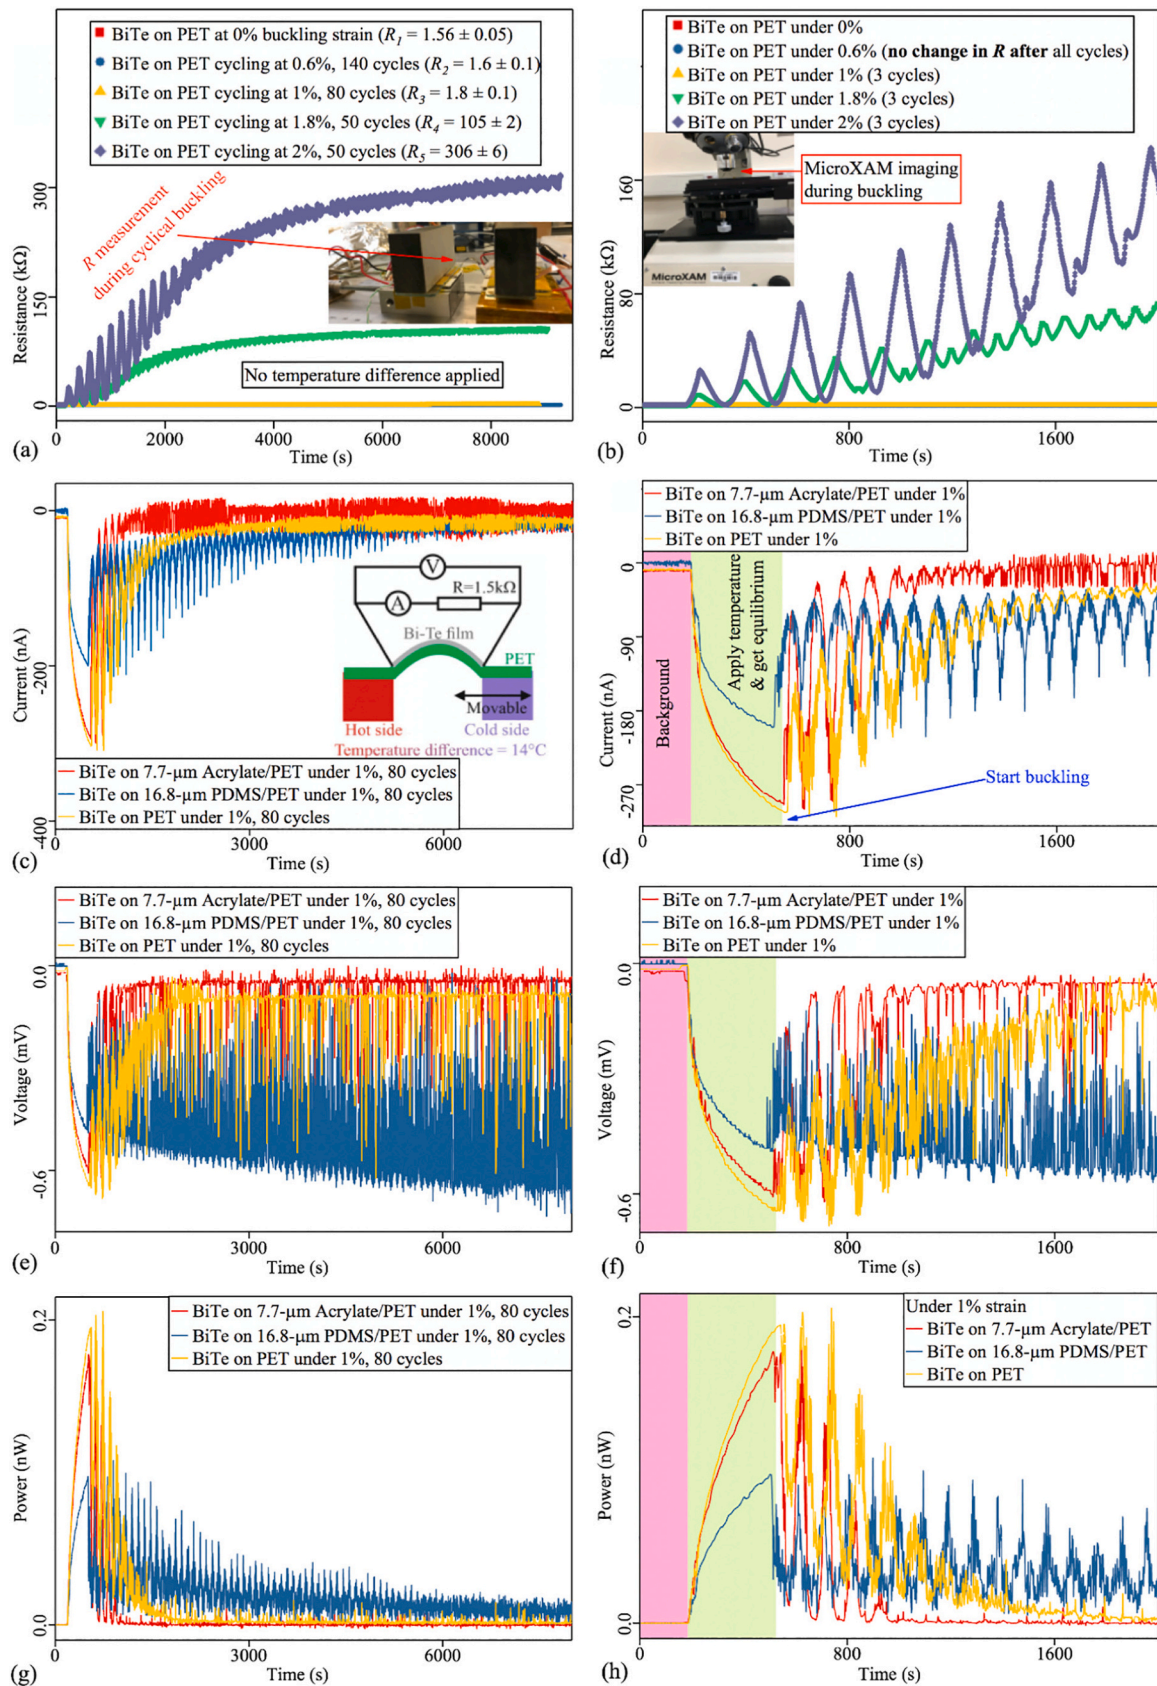 BiTe on PET at 0% buckling strain (R1 = 1.56 ± 0.05)
BiTe on PET cycling at 0.6%, 140 cycles (R2 = 1.6 ± 0.1)
BiTe on PET cycling at 1%, 80 cycles (R3 = 1.8 ± 0.1)
BiTe on PET cycling at 1.8%, 50 cycles (R4 = 105 ± 2)
BiTe on PET cycling at 2%, 50 cycles (R5 = 306 ± 6)
R measurement
during cyclical buckling
No temperature difference applied
Resistance (kΩ)
300
150
0
0 2000 4000 6000 8000
Time (s)
(a)
BiTe on PET under 0%
BiTe on PET under 0.6% (no change in R after all cycles)
BiTe on PET under 1% (3 cycles)
BiTe on PET under 1.8% (3 cycles)
BiTe on PET under 2% (3 cycles)
MicroXAM imaging
during buckling
MicroXAM
Resistance (kΩ)
160
80
0
0 800 1600
Time (s)
(b)
Current (nA)
0
-200
-400
V
A
R=1.5kΩ
Bi-Te film
PET
Movable
Hot side
Cold side
Temperature difference = 14°C
BiTe on 7.7-µm Acrylate/PET under 1%, 80 cycles
BiTe on 16.8-µm PDMS/PET under 1%, 80 cycles
BiTe on PET under 1%, 80 cycles
0 3000 6000
Time (s)
(c)
BiTe on 7.7-µm Acrylate/PET under 1%
BiTe on 16.8-µm PDMS/PET under 1%
BiTe on PET under 1%
Background
Apply temperature
& get equilibrium
Start buckling
Current (nA)
0
-90
-180
-270
0 800 1600
Time (s)
(d)
BiTe on 7.7-µm Acrylate/PET under 1%, 80 cycles
BiTe on 16.8-µm PDMS/PET under 1%, 80 cycles
BiTe on PET under 1%, 80 cycles
Voltage (mV)
0.0
-0.6
0 3000 6000
Time (s)
(e)
BiTe on 7.7-µm Acrylate/PET under 1%
BiTe on 16.8-µm PDMS/PET under 1%
BiTe on PET under 1%
Voltage (mV)
0.0
-0.6
0 800 1600
Time (s)
(f)
BiTe on 7.7-µm Acrylate/PET under 1%, 80 cycles
BiTe on 16.8-µm PDMS/PET under 1%, 80 cycles
BiTe on PET under 1%, 80 cycles
Power (nW)
0.2
0.0
0 3000 6000
Time (s)
(g)
Under 1% strain
BiTe on 7.7-µm Acrylate/PET
BiTe on 16.8-µm PDMS/PET
BiTe on PET
Power (nW)
0.2
0.0
0 800 1600
Time (s)
(h)